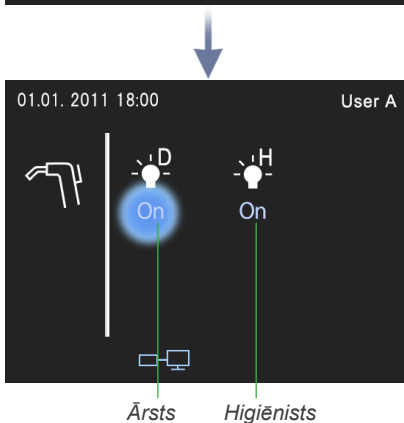 01.01. 2011 18:00 User A
D H
On On
Ārsts Higiēnists